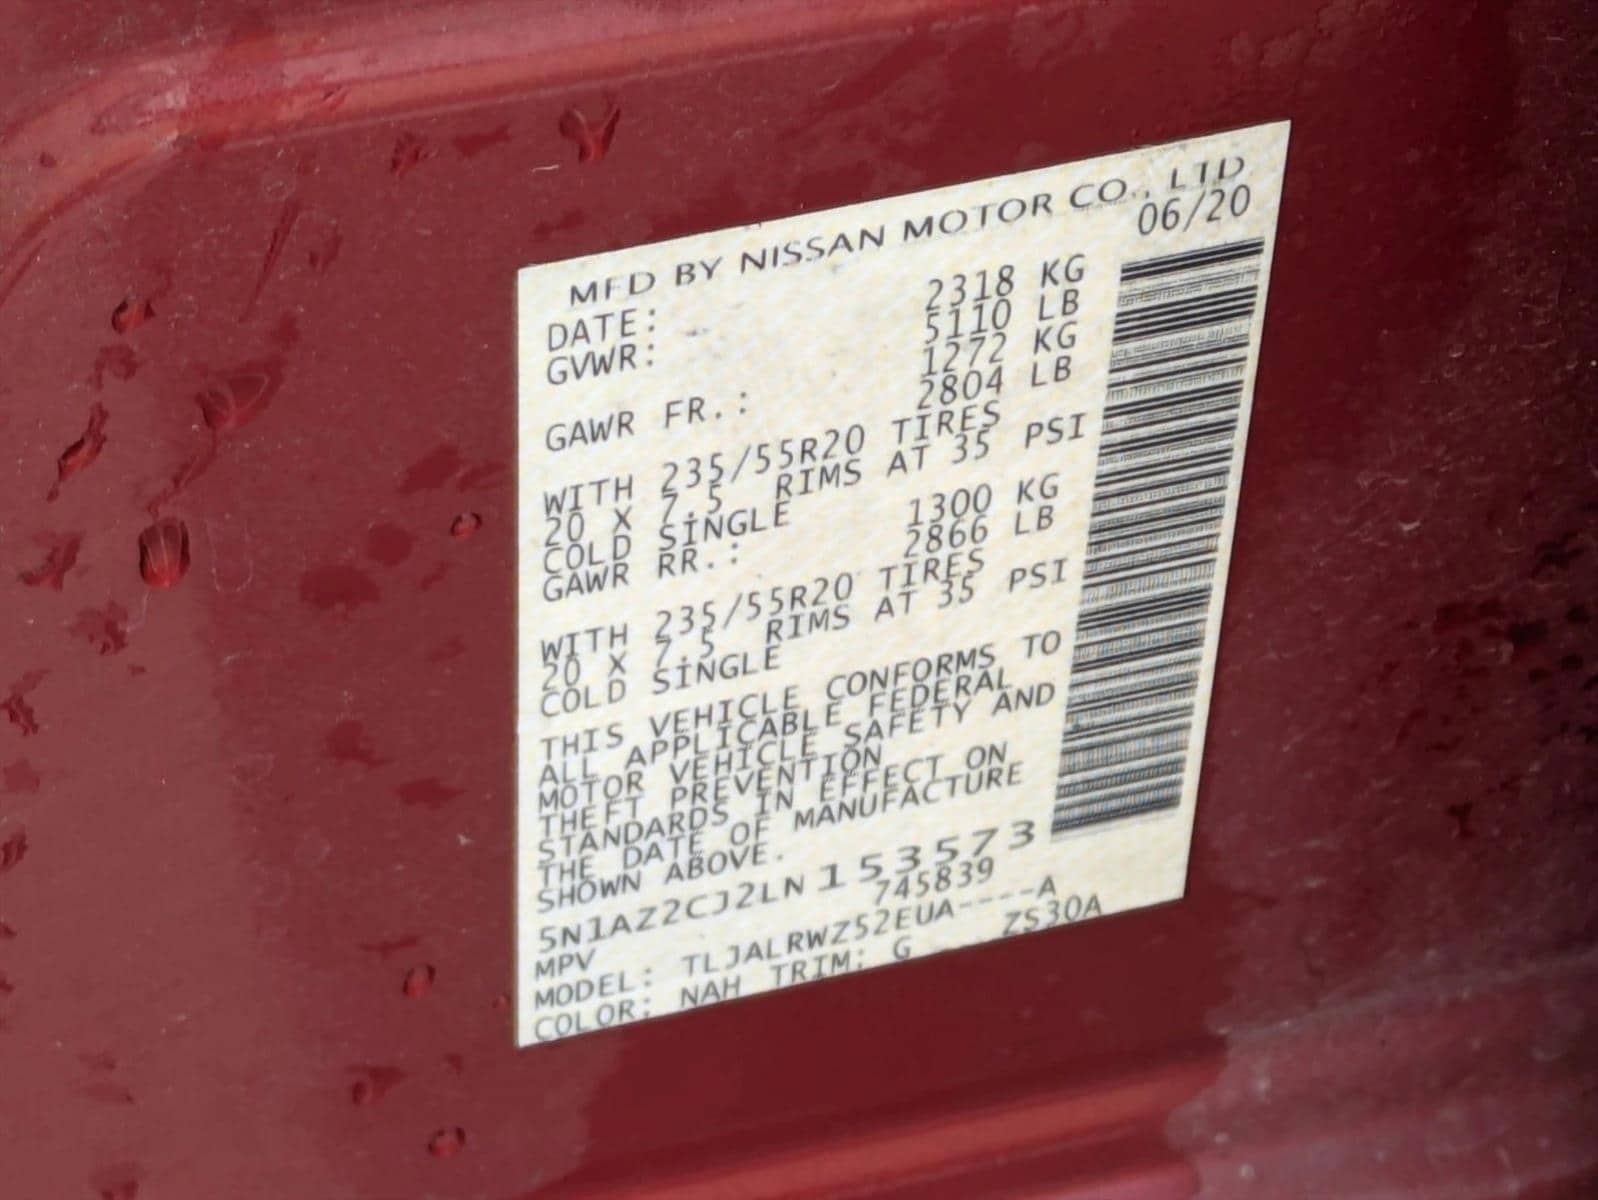 MFD BY NISSAN MOTOR CO., LTD
DATE: 06/20
GVWR: 2318 KG
5110 LB
GAWR FR.: 1272 KG
2804 LB
WITH 235/55R20 TIRES
20 X 7.5 RIMS AT 35 PSI
COLD SINGLE
GAWR RR.: 1300 KG
2866 LB
WITH 235/55R20 TIRES
20 X 7.5 RIMS AT 35 PSI
COLD SINGLE
THIS VEHICLE CONFORMS TO
ALL APPLICABLE FEDERAL
MOTOR VEHICLE SAFETY AND
THEFT PREVENTION
STANDARDS IN EFFECT ON
THE DATE OF MANUFACTURE
SHOWN ABOVE.
5N1AZ2CJ2LN153573
MPV 745839
MODEL: TLJALRWZ52EUA----A
COLOR: NAH TRIM: G ZS30A